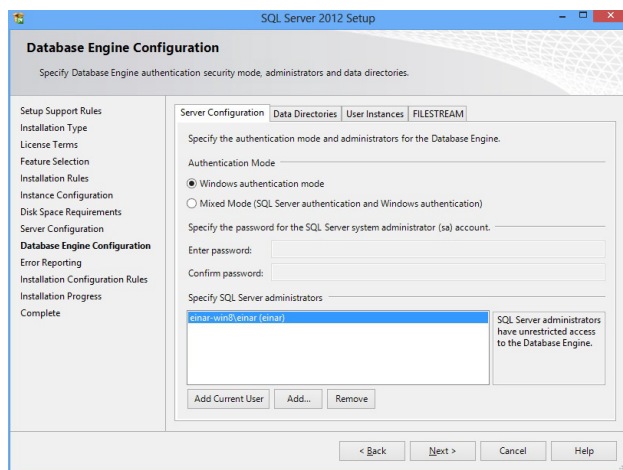 SQL Server 2012 Setup
Database Engine Configuration
Specify Database Engine authentication security mode, administrators and data directories.
Setup Support Rules
Installation Type
License Terms
Feature Selection
Installation Rules
Instance Configuration
Disk Space Requirements
Server Configuration
Database Engine Configuration
Error Reporting
Installation Configuration Rules
Installation Progress
Complete
Server Configuration
Data Directories
User Instances
FILESTREAM
Specify the authentication mode and administrators for the Database Engine.
Authentication Mode
Windows authentication mode
Mixed Mode (SQL Server authentication and Windows authentication)
Specify the password for the SQL Server system administrator (sa) account.
Enter password:
Confirm password:
Specify SQL Server administrators
einar-win8\einar (einar)
SQL Server administrators
have unrestricted access
to the Database Engine.
Add Current User
Add...
Remove
< Back
Next >
Cancel
Help